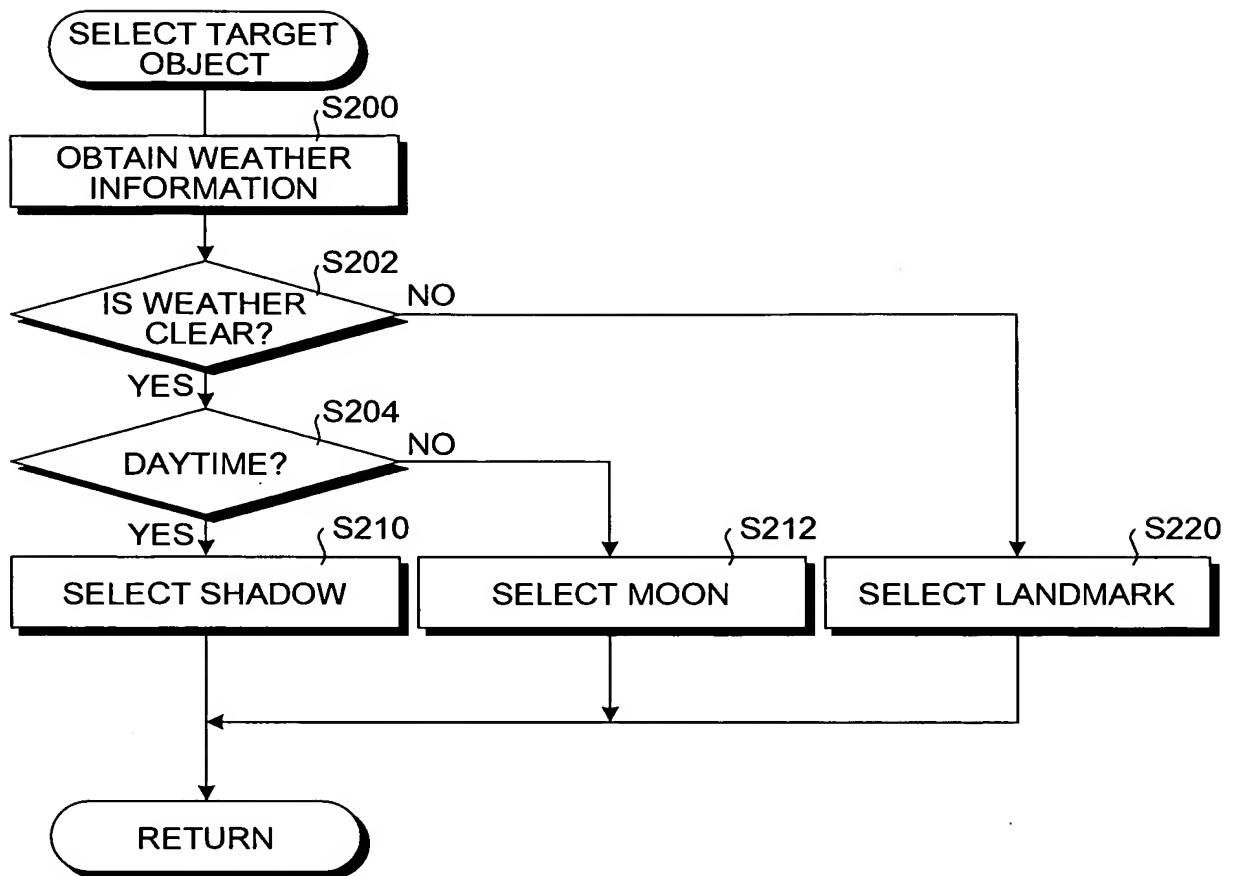 SELECT TARGET
OBJECT
S200
OBTAIN WEATHER
INFORMATION
S202
IS WEATHER
CLEAR?
NO
YES
S204
DAYTIME?
NO
YES
S210
SELECT SHADOW
S212
SELECT MOON
S220
SELECT LANDMARK
RETURN